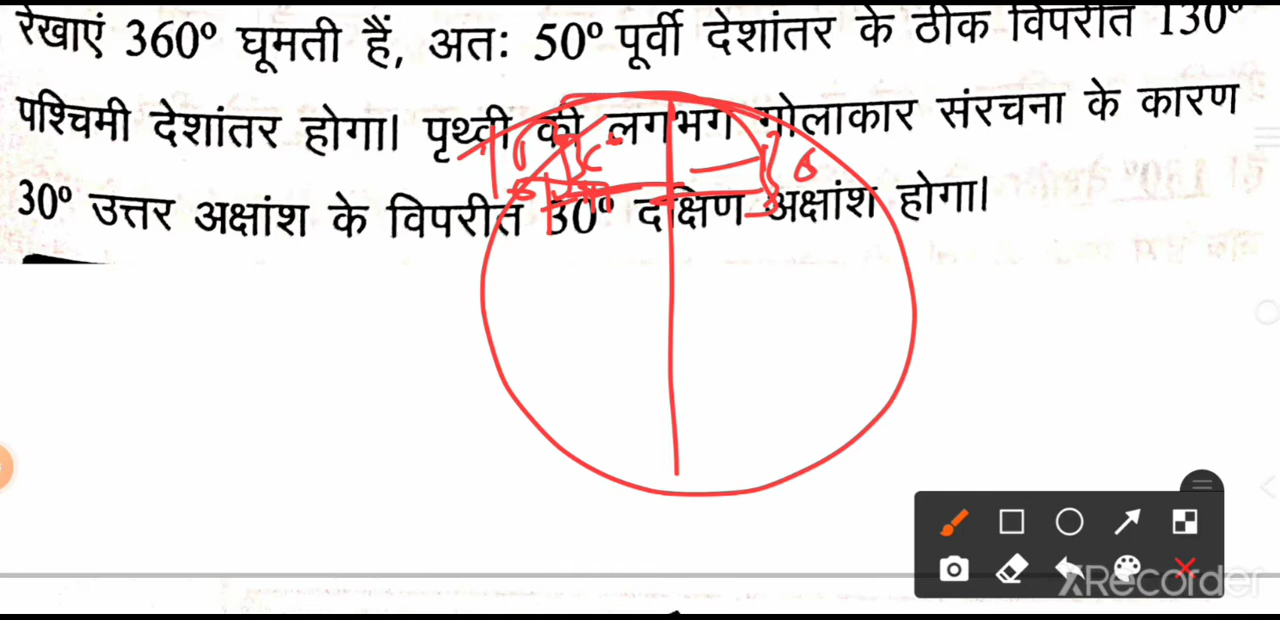 रेखाएं 360° घूमती हैं, अतः 50° पूर्वी देशांतर के ठीक विपरीत 130°
पश्चिमी देशांतर होगा। पृथ्वी की लगभग गोलाकार संरचना के कारण
30° उत्तर अक्षांश के विपरीत 30° दक्षिण अक्षांश होगा।
XRecorder